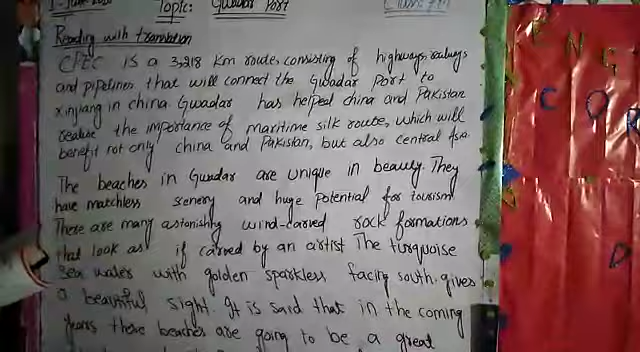 Topic: Gwadar Port
Reading with translation
CPEC is a 3,218 km routes consisting of highways, railways
and pipelines that will connect the Gwadar Port to
xinjiang in china. Gwadar has helped china and Pakistan
realise the importance of maritime silk route, which will
benefit not only china and Pakistan, but also central Asa.
The beaches in Gwadar are unique in beauty. They
have matchless scenery and huge potential for tourism
There are many astonishing wind-carved rock formations
that look as if carved by an artist The turquoise
sea water with golden sparkless facing south, gives
a beautiful sight. It is said that in the coming
years these beaches are going to be a great